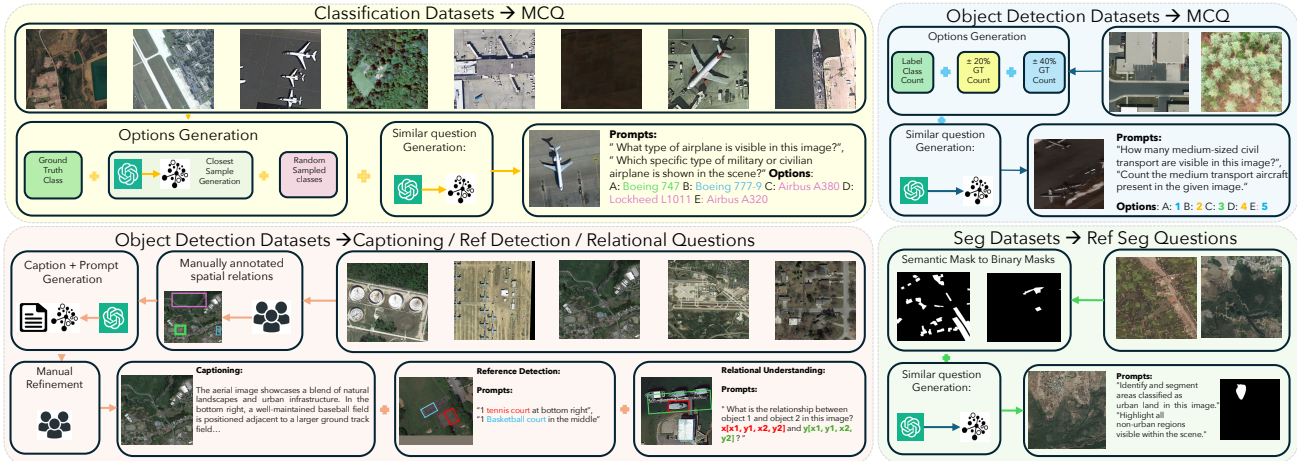 Classification Datasets → MCQ
Options Generation
Ground
Truth
Class
Closest
Sample
Generation
Random
Sampled
classes
Similar question
Generation:
Prompts:
" What type of airplane is visible in this image?",
" Which specific type of military or civilian
airplane is shown in the scene?" Options:
A: Boeing 747 B: Boeing 777-9 C: Airbus A380 D:
Lockheed L1011 E: Airbus A320
Object Detection Datasets → MCQ
Options Generation
Label
Class
Count
± 20%
GT
Count
± 40%
GT
Count
Similar question
Generation:
Prompts:
"How many medium-sized civil
transport are visible in this image?",
"Count the medium transport aircraft
present in the given image."
Options: A: 1 B: 2 C: 3 D: 4 E: 5
Object Detection Datasets →Captioning / Ref Detection / Relational Questions
Caption + Prompt
Generation
Manually annotated
spatial relations
Manual
Refinement
Captioning:
The aerial image showcases a blend of natural
landscapes and urban infrastructure. In the
bottom right, a well-maintained baseball field
is positioned adjacent to a larger ground track
field…
Reference Detection:
Prompts:
"1 tennis court at bottom right",
"1 Basketball court in the middle"
Relational Understanding:
Prompts:
" What is the relationship between
object 1 and object 2 in this image?
x[x1, y1, x2, y2] and y[x1, y1, x2,
y2] ? "
Seg Datasets → Ref Seg Questions
Semantic Mask to Binary Masks
Similar question
Generation:
Prompts:
"Identify and segment
areas classified as
urban land in this image."
"Highlight all
non-urban regions
visible within the scene."